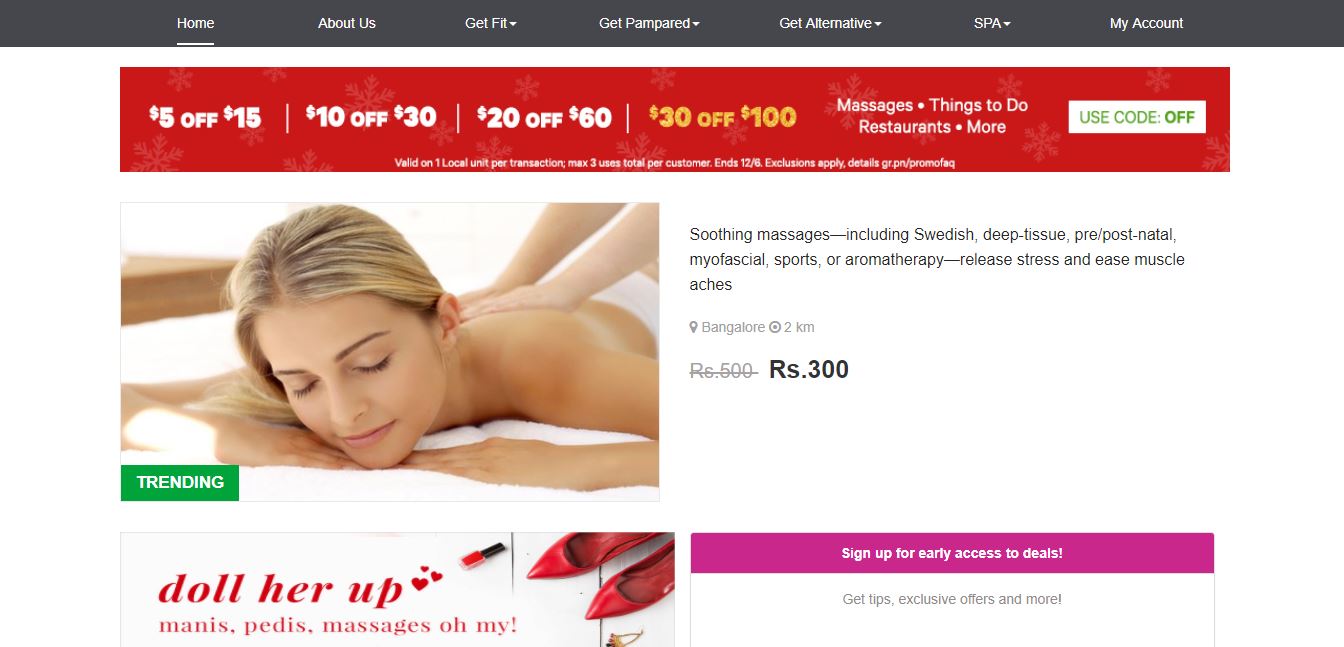 Home About Us Get Fit Get Pampared Get Alternative SPA My Account
$5 OFF $15 | $10 OFF $30 | $20 OFF $60 | $30 OFF $100
Massages • Things to Do
Restaurants • More
USE CODE: OFF
Valid on 1 Local unit per transaction; max 3 uses total per customer. Ends 12/6. Exclusions apply, details gr.pn/promofaq
Soothing massages—including Swedish, deep-tissue, pre/post-natal,
myofascial, sports, or aromatherapy—release stress and ease muscle
aches
Bangalore 2 km
Rs.500 Rs.300
TRENDING
doll her up
manis, pedis, massages oh my!
Sign up for early access to deals!
Get tips, exclusive offers and more!